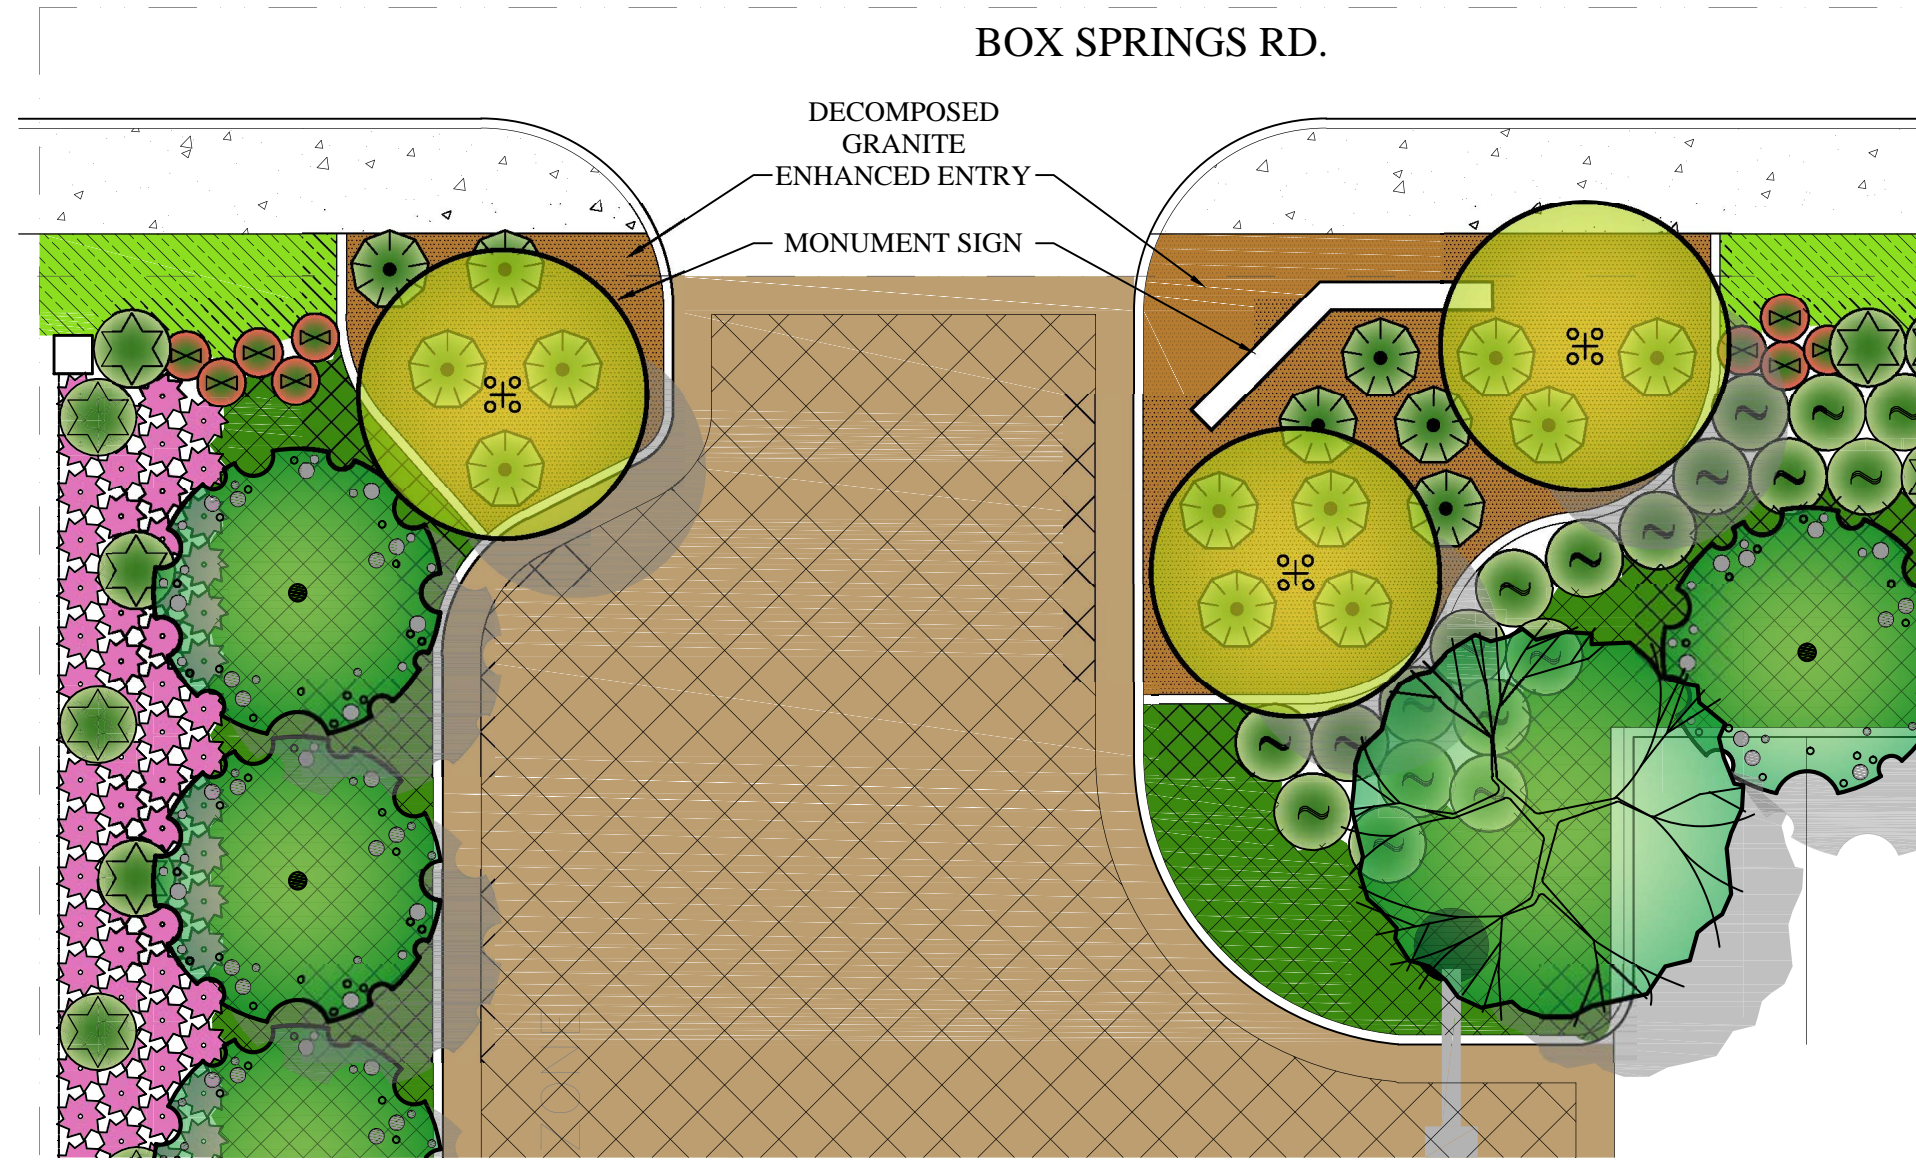 BOX SPRINGS RD.
DECOMPOSED
GRANITE
ENHANCED ENTRY
MONUMENT SIGN